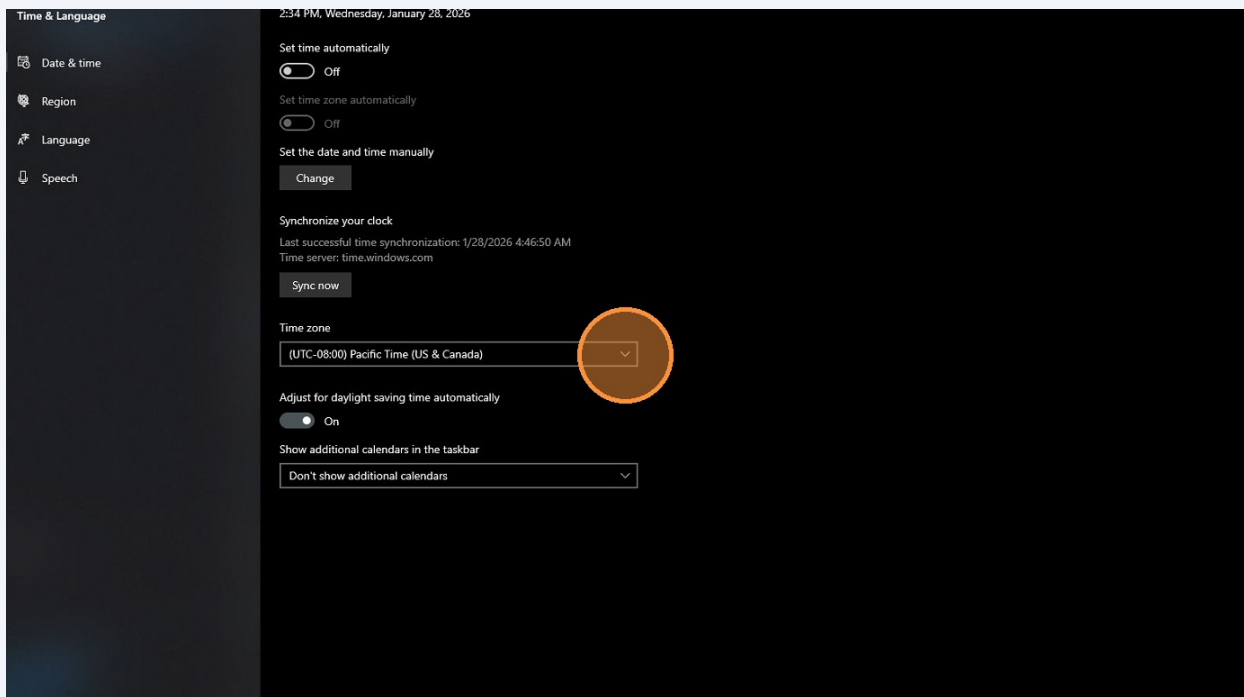 Time & Language
Date & time
Region
Language
Speech
2:34 PM, Wednesday, January 28, 2026
Set time automatically
Off
Set time zone automatically
Off
Set the date and time manually
Change
Synchronize your clock
Last successful time synchronization: 1/28/2026 4:46:50 AM
Time server: time.windows.com
Sync now
Time zone
(UTC-08:00) Pacific Time (US & Canada)
Adjust for daylight saving time automatically
On
Show additional calendars in the taskbar
Don't show additional calendars